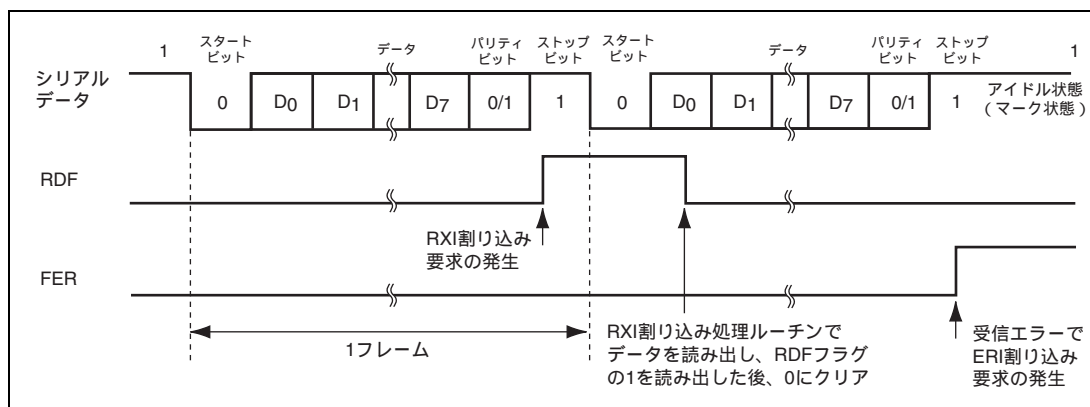 1
スタート
ビット
データ
パリティ
ビット
ストップ
ビット
スタート
ビット
データ
パリティ
ビット
ストップ
ビット
1
シリアル
データ
0
D0
D1
D7
0/1
1
0
D0
D1
D7
0/1
1
アイドル状態
(マーク状態)
RDF
RXI割り込み
要求の発生
FER
1フレーム
RXI割り込み処理ルーチンで
データを読み出し、RDFフラグ
の1を読み出した後、0にクリア
受信エラーで
ERI割り込み
要求の発生